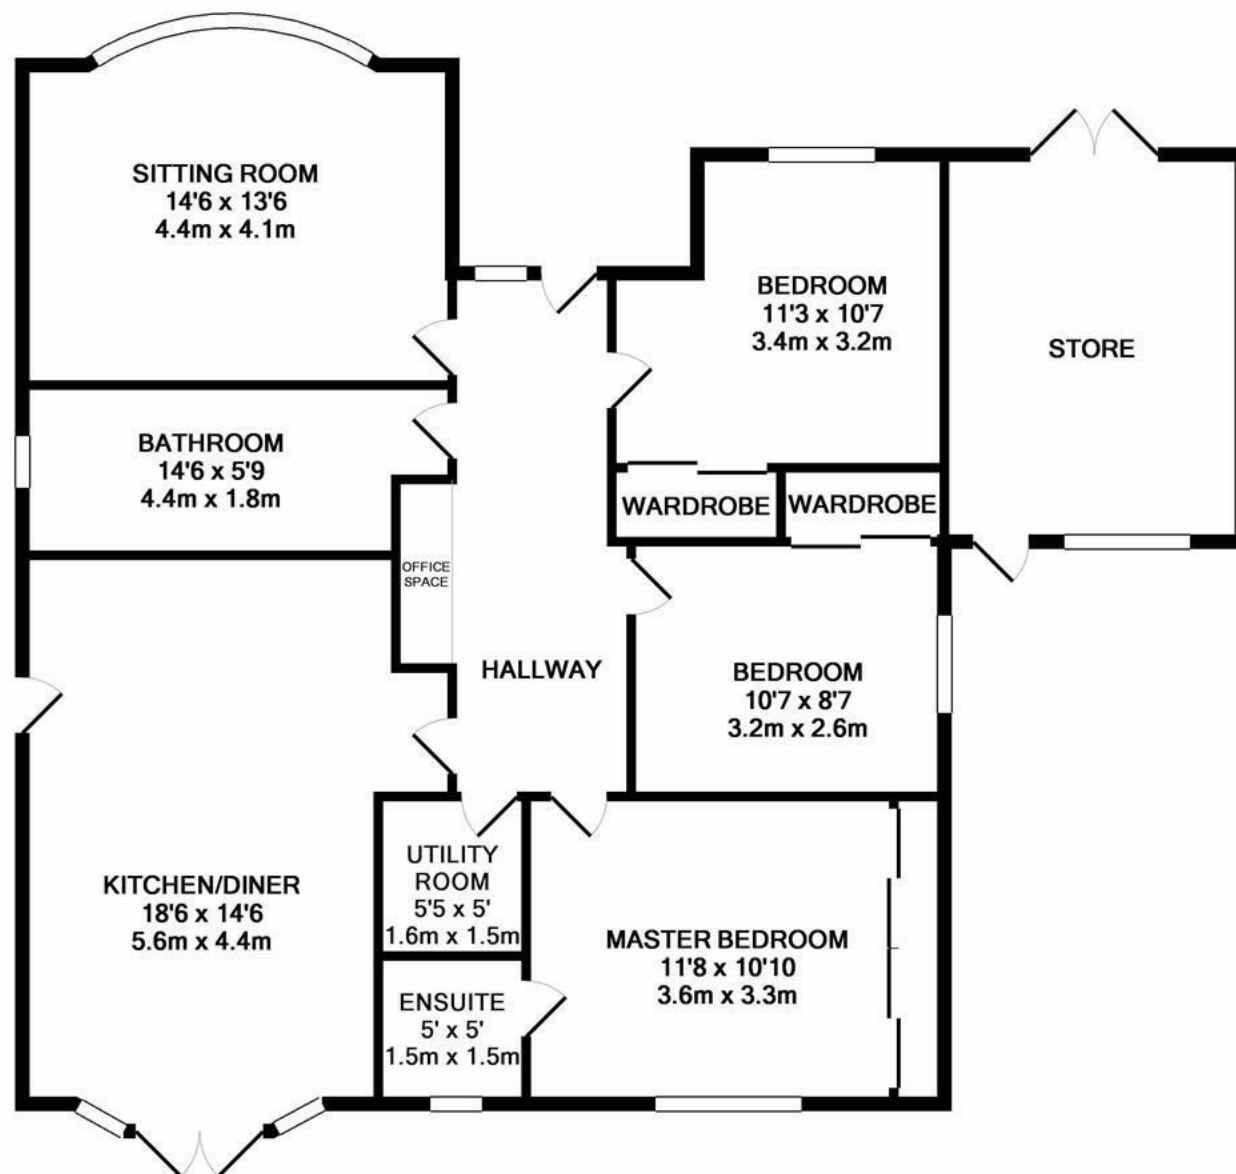 SITTING ROOM
14'6 x 13'6
4.4m x 4.1m
BEDROOM
11'3 x 10'7
3.4m x 3.2m
STORE
BATHROOM
14'6 x 5'9
4.4m x 1.8m
WARDROBE
WARDROBE
OFFICE
SPACE
HALLWAY
BEDROOM
10'7 x 8'7
3.2m x 2.6m
KITCHEN/DINER
18'6 x 14'6
5.6m x 4.4m
UTILITY
ROOM
5'5 x 5'
1.6m x 1.5m
MASTER BEDROOM
11'8 x 10'10
3.6m x 3.3m
ENSUITE
5' x 5'
1.5m x 1.5m